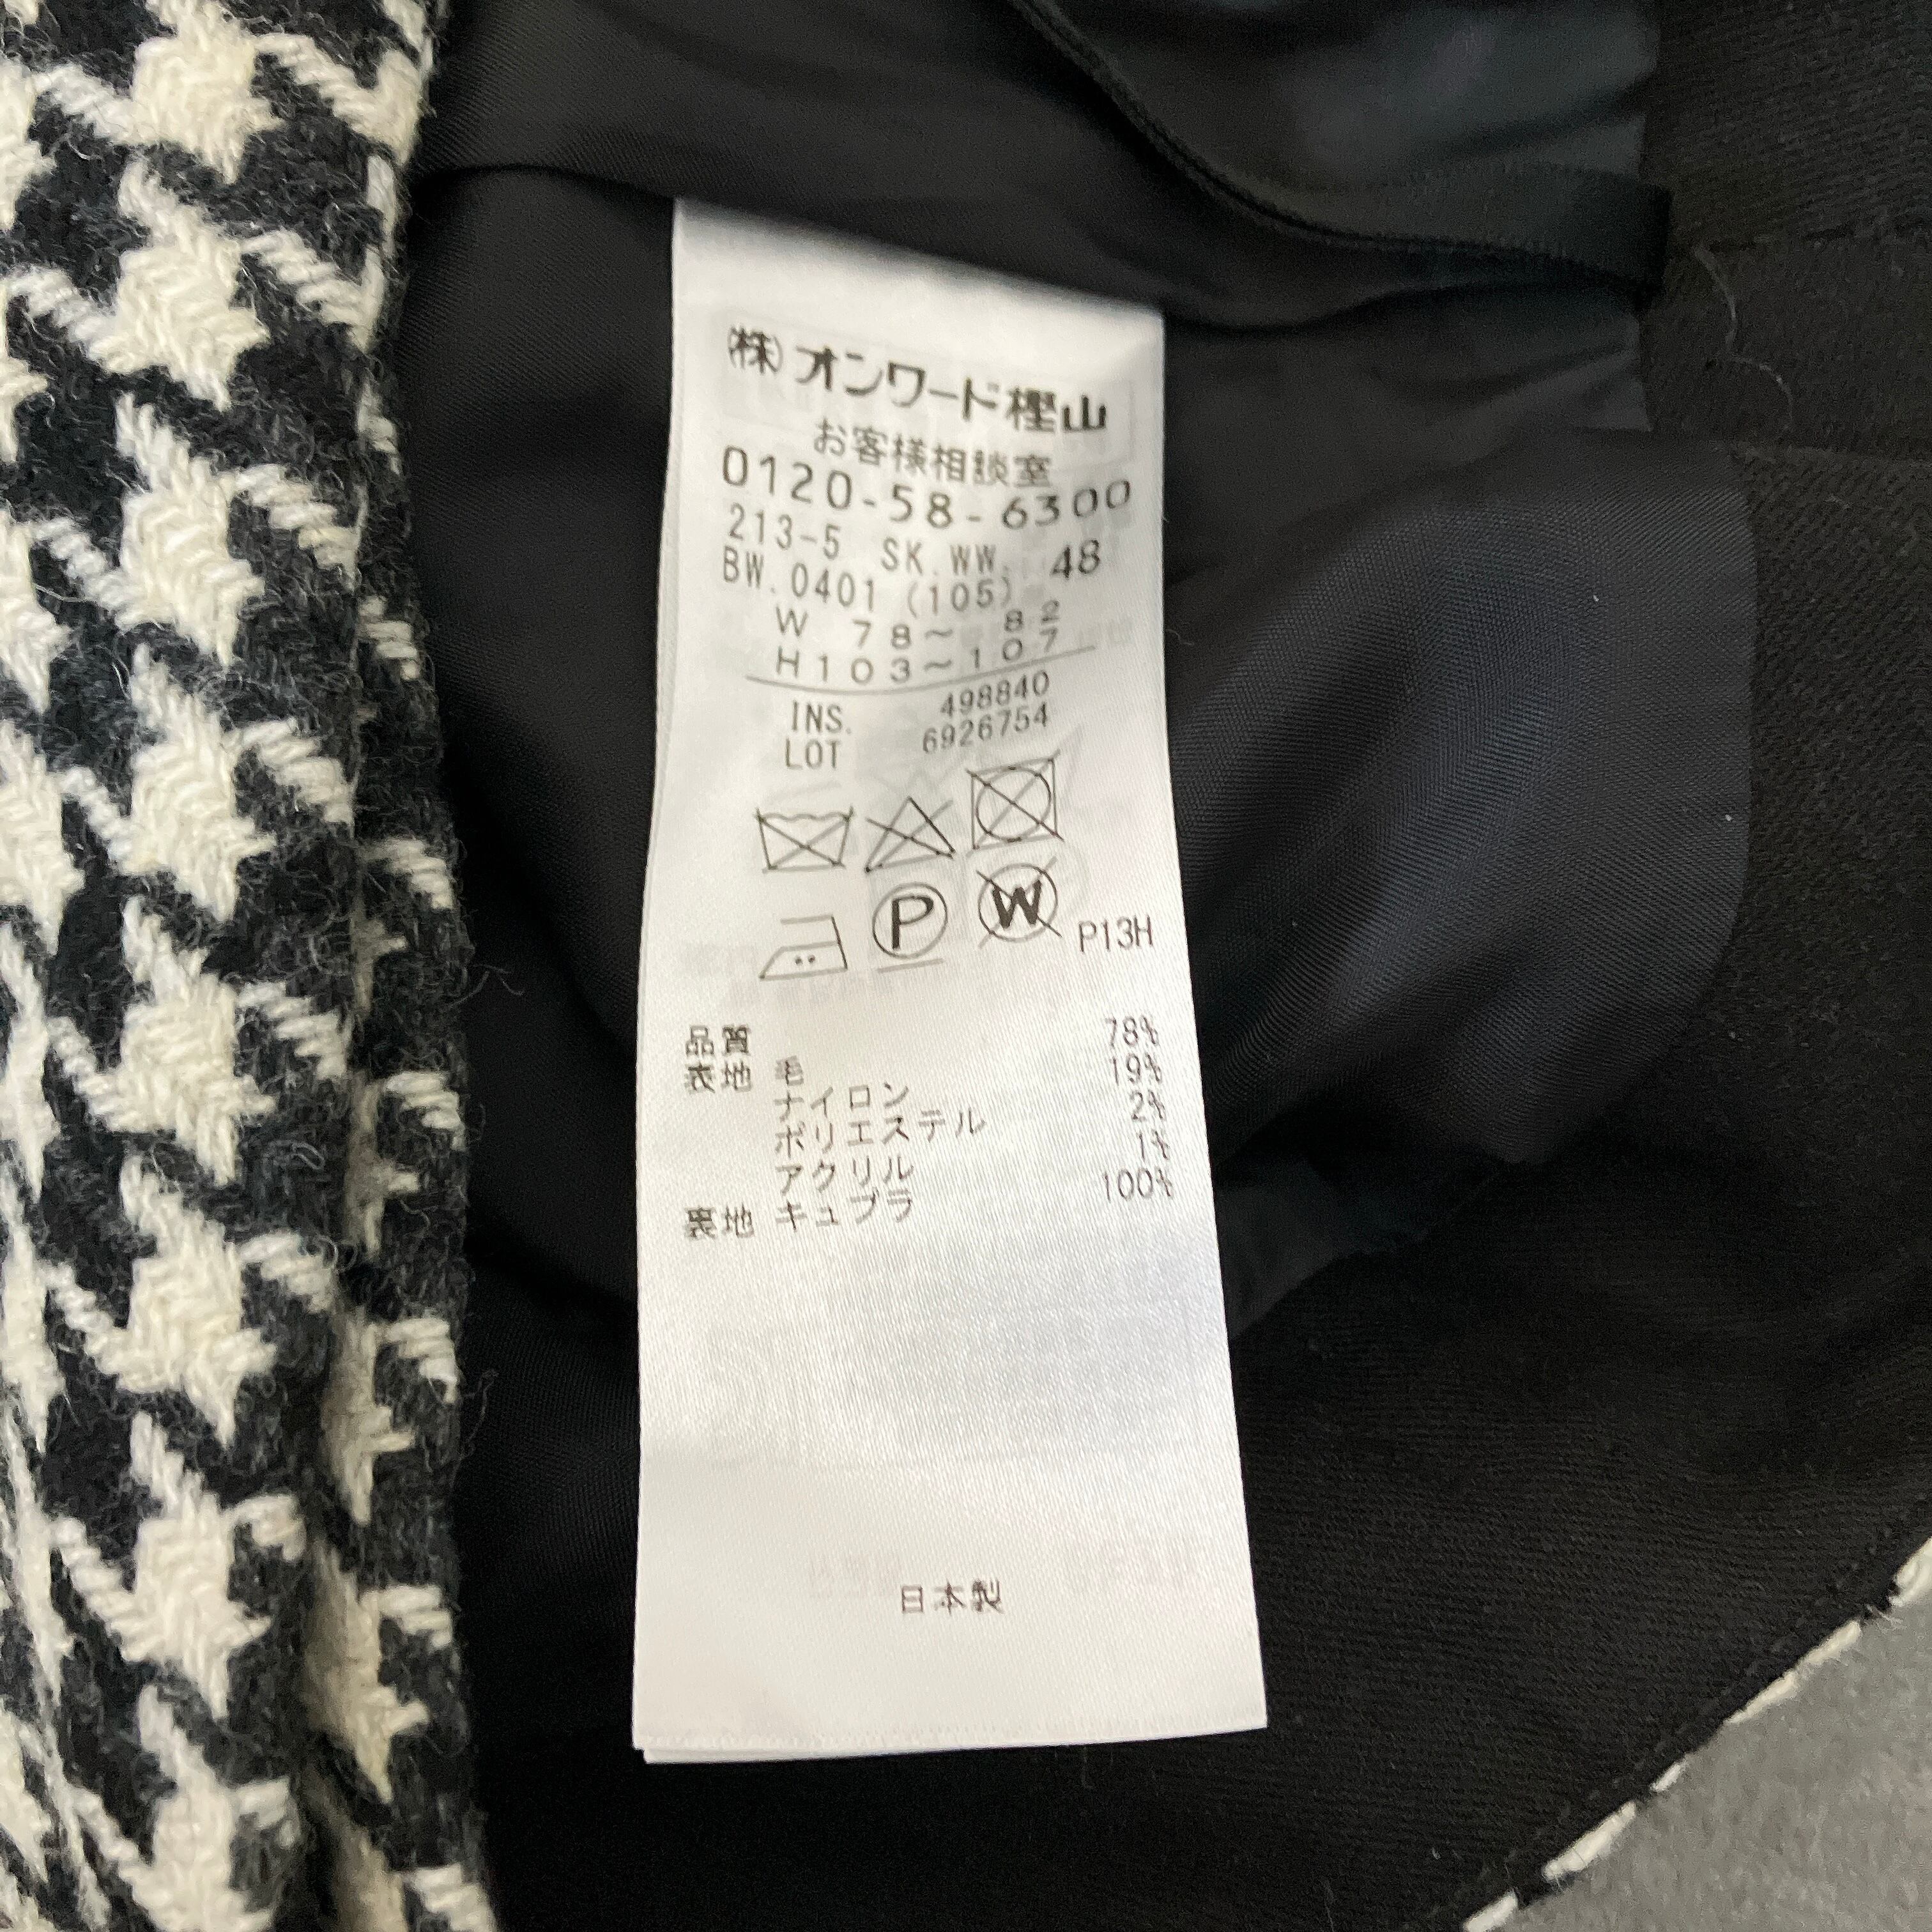 ㈱オンワード樫山
お客様相談室
0120-58-6300
213-5 SK.WW. 48
BW.0401 (105)
W 78～ 82
H103～107
INS. 498840
LOT 6926754
P W P13H
品質
表地 毛 78%
ナイロン 19%
ポリエステル 2%
アクリル 1%
裏地 キュプラ 100%
日本製